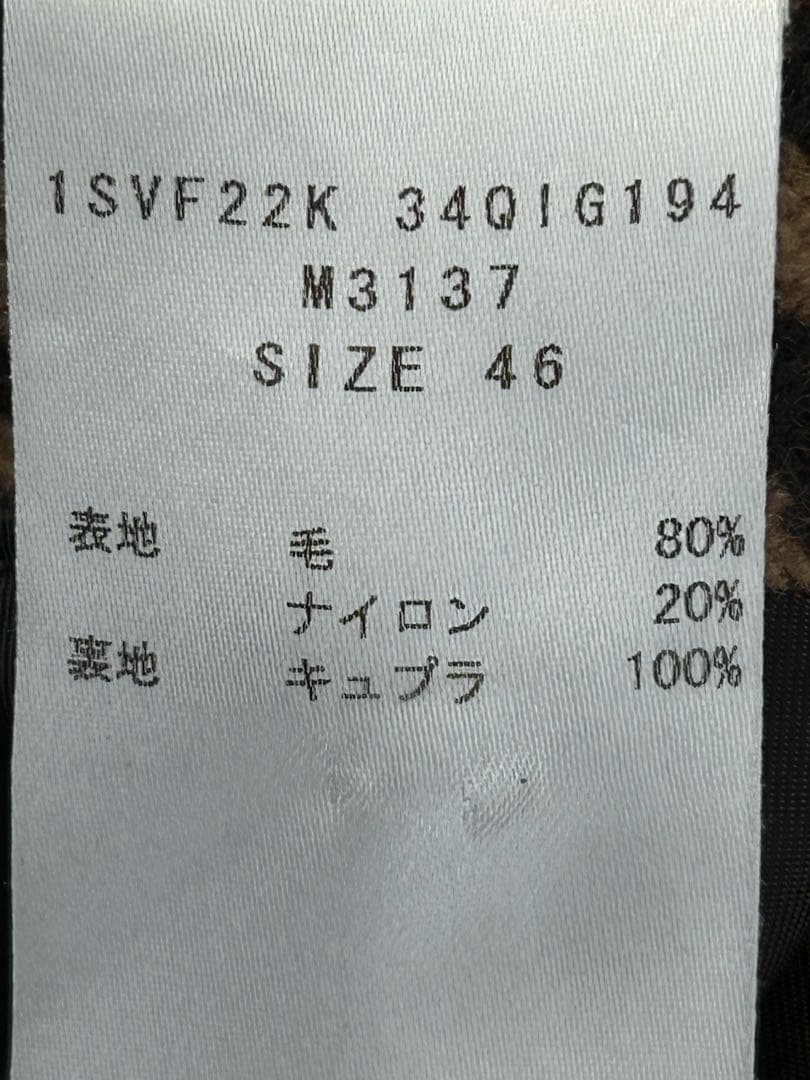 1SVF22K 34QIG194
M3137
SIZE 46
表地 毛 80%
ナイロン 20%
裏地 キュプラ 100%